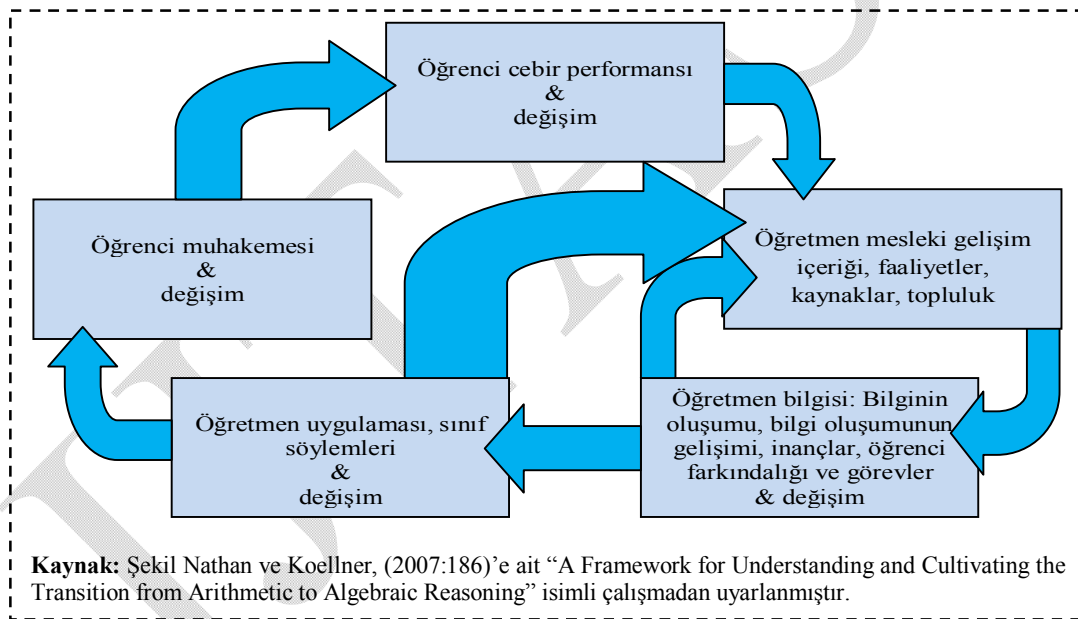 Öğrenci cebir performansı
&
değişim
Öğrenci muhakemesi
&
değişim
Öğretmen mesleki gelişim
içeriği, faaliyetler,
kaynaklar, topluluk
Öğretmen uygulaması, sınıf
söylemleri
&
değişim
Öğretmen bilgisi: Bilginin
oluşumu, bilgi oluşumunun
gelişimi, inançlar, öğrenci
farkındalığı ve görevler
& değişim
Kaynak: Şekil Nathan ve Koellner, (2007:186)’e ait “A Framework for Understanding and Cultivating the
Transition from Arithmetic to Algebraic Reasoning” isimli çalışmadan uyarlanmıştır.